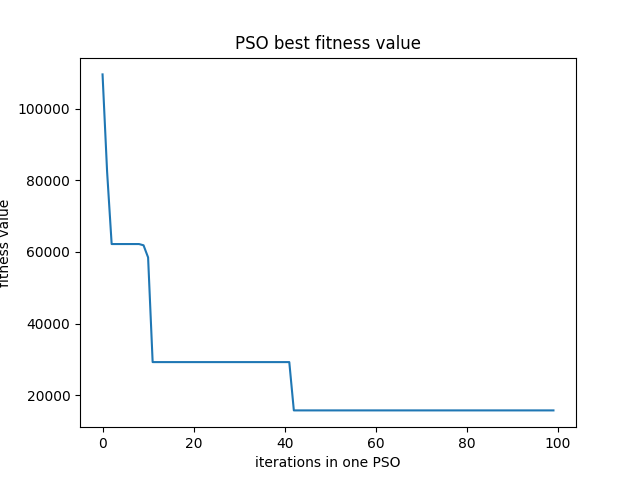 PSO best fitness value
100000
80000
60000
40000
20000
fitness value
0 20 40 60 80 100
iterations in one PSO